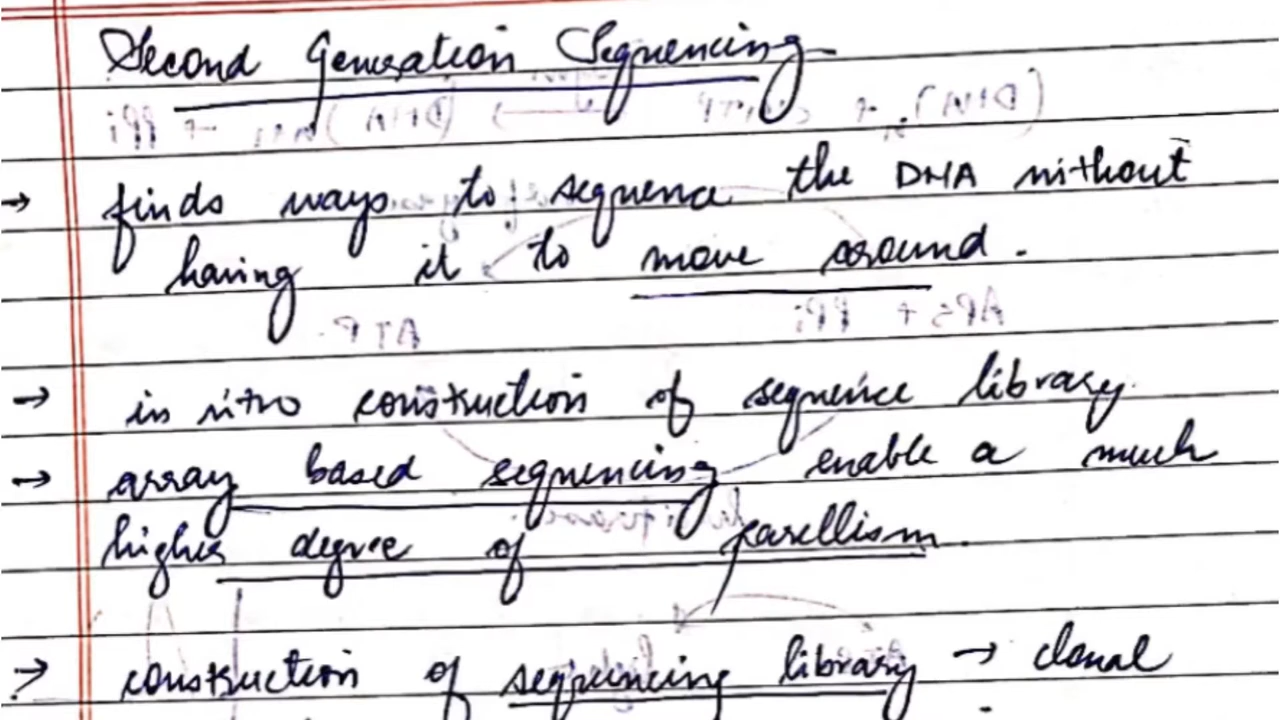 Second Generation Sequencing
→ finds ways to sequence the DNA without
having it to move around.
→ in vitro construction of sequence library.
→ array based sequencing enable a much
higher degree of parellism.
→ construction of sequencing library → clonal